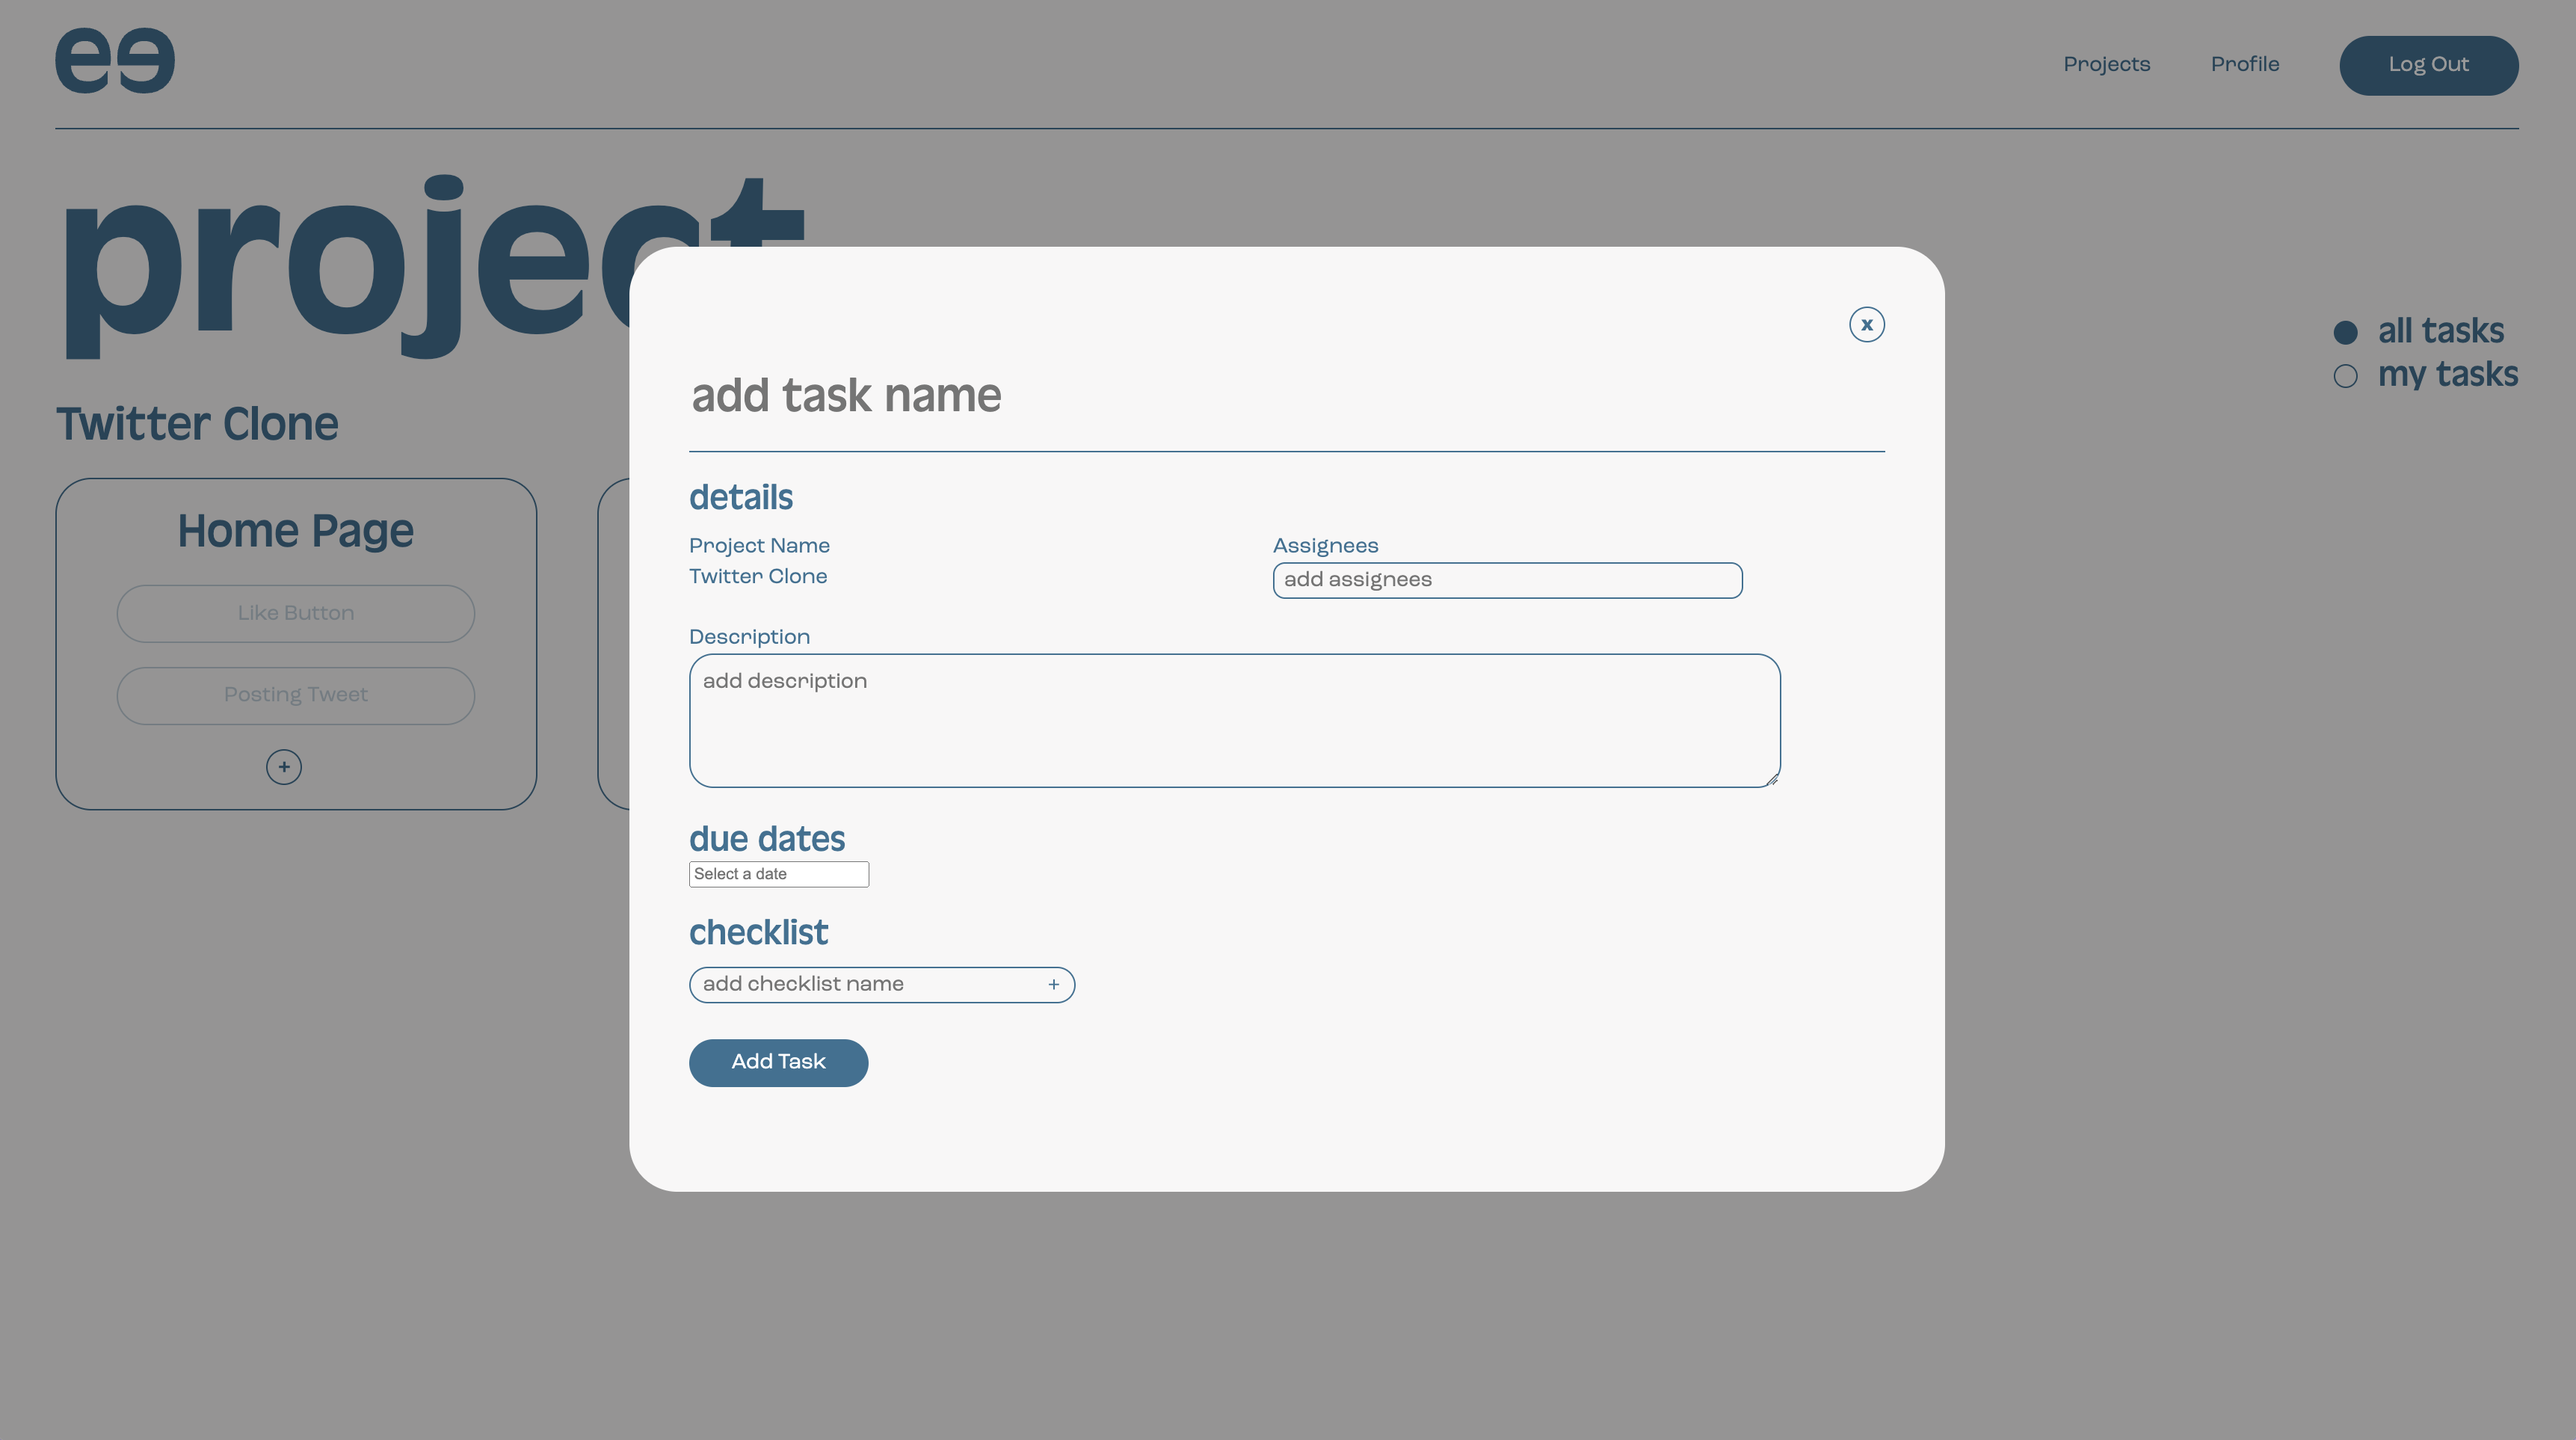 ee
Projects
Profile
Log Out
project
all tasks
my tasks
Twitter Clone
Home Page
Like Button
Posting Tweet
+
x
add task name
details
Project Name
Assignees
Twitter Clone
add assignees
Description
add description
due dates
Select a date
checklist
add checklist name +
Add Task